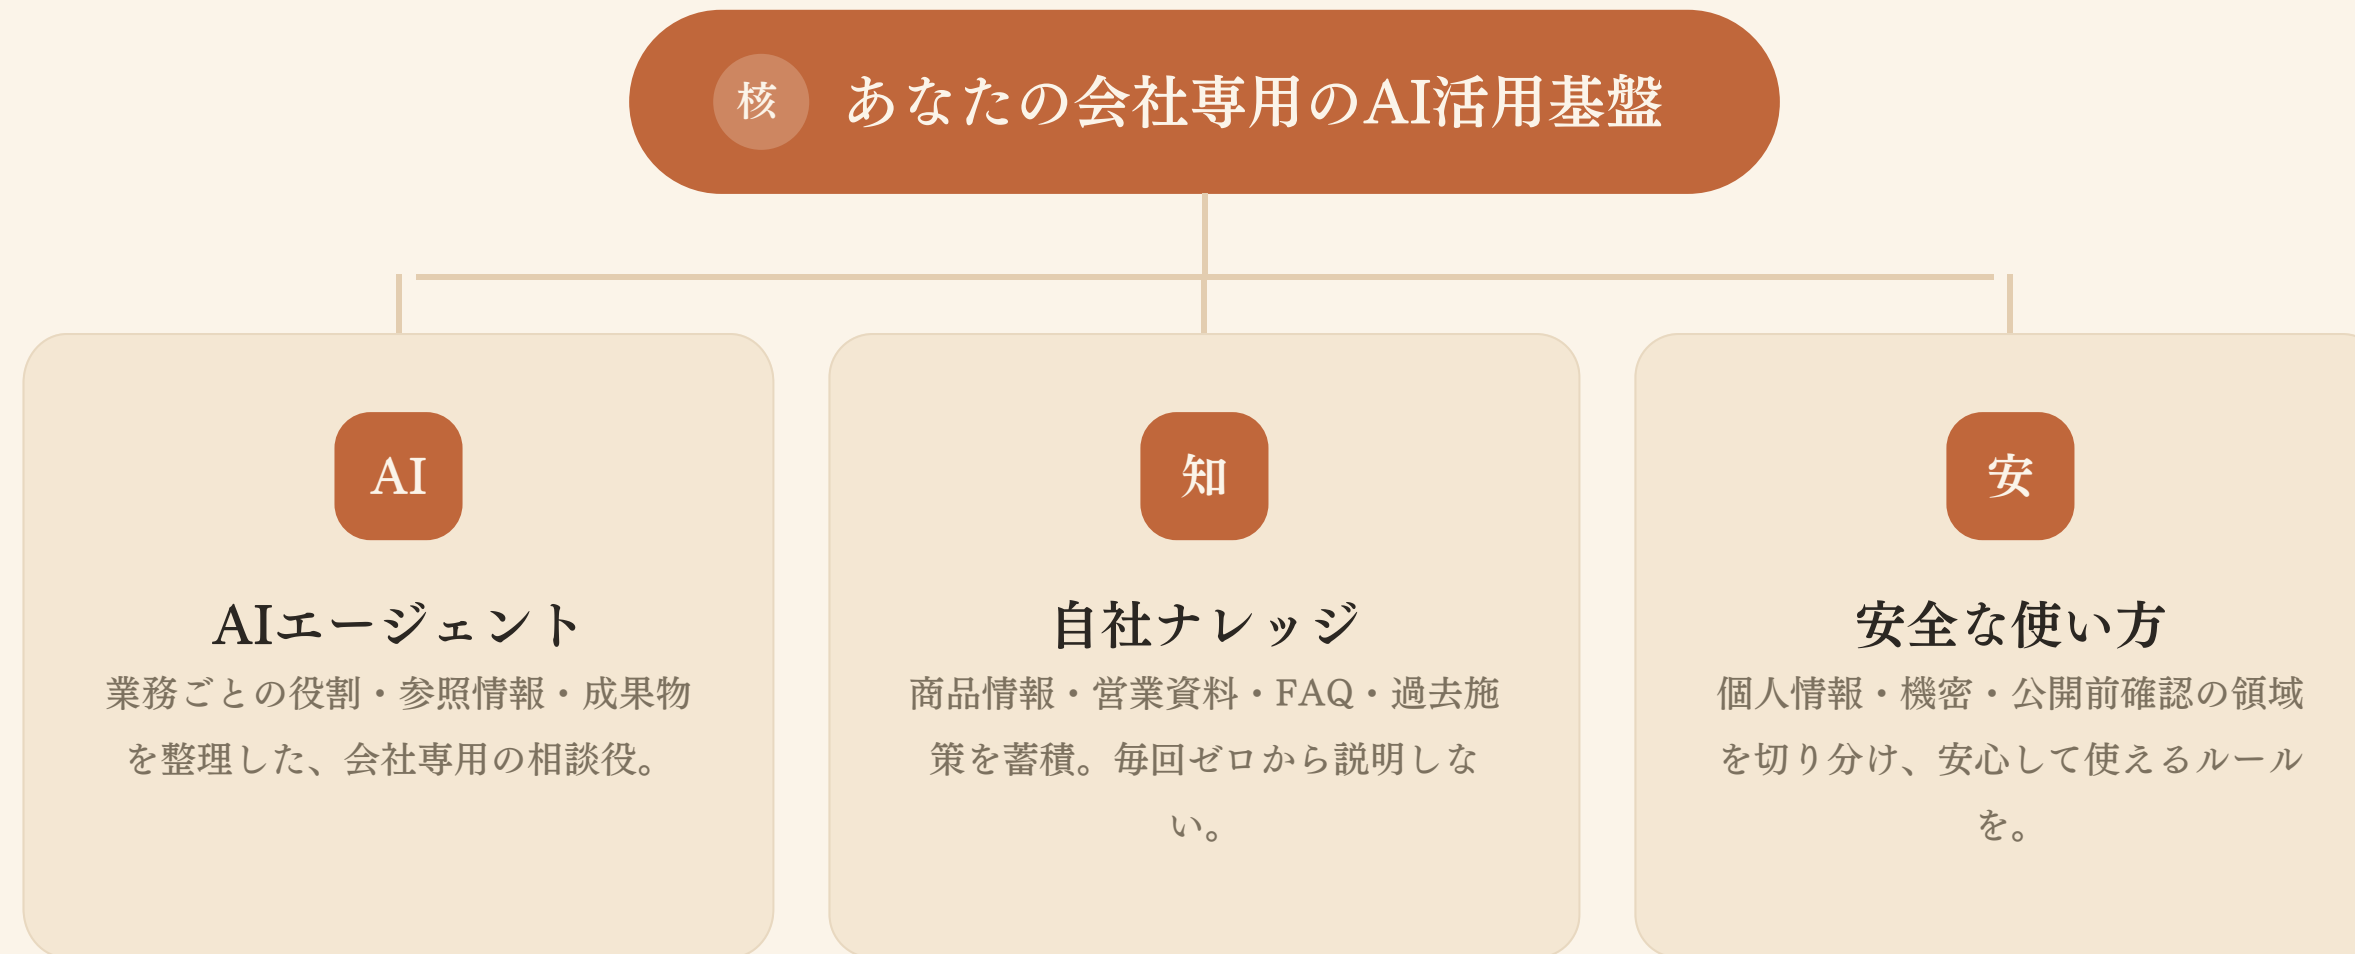 核 あなたの会社専用のAI活用基盤
AI
AIエージェント
業務ごとの役割・参照情報・成果物
を整理した、会社専用の相談役。
知
自社ナレッジ
商品情報・営業資料・FAQ・過去施
策を蓄積。毎回ゼロから説明しな
い。
安
安全な使い方
個人情報・機密・公開前確認の領域
を切り分け、安心して使えるルール
を。